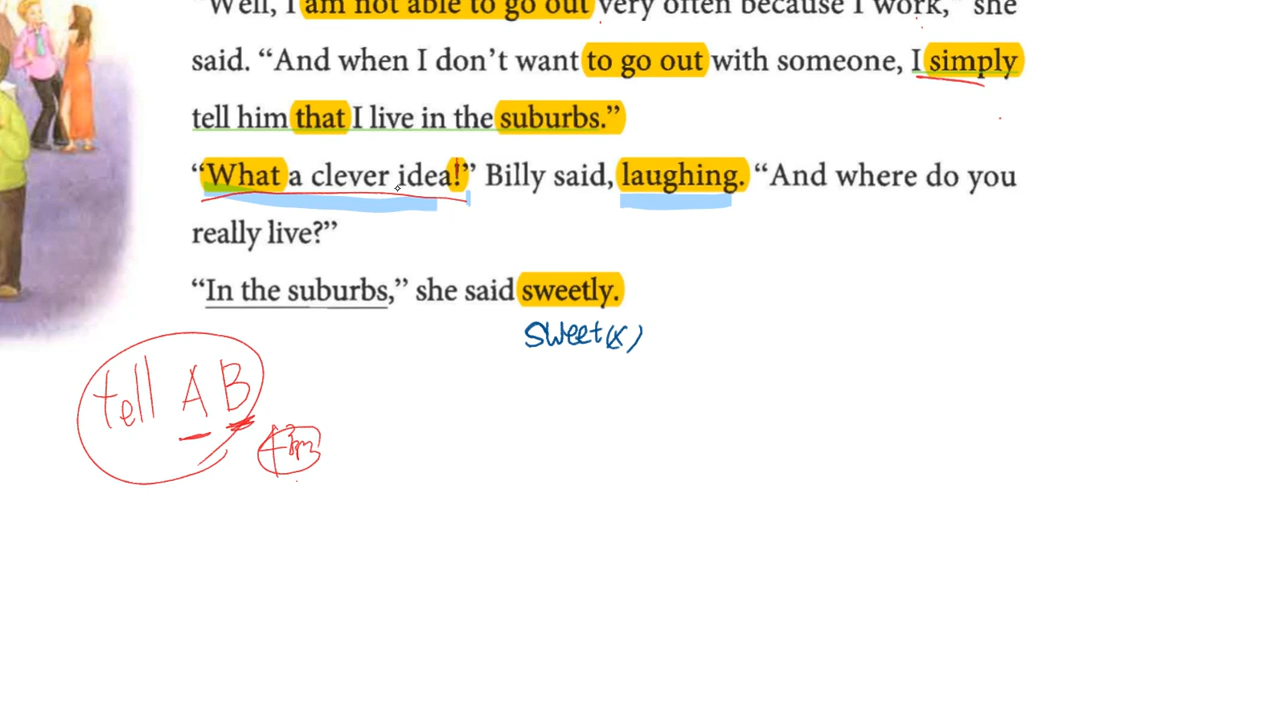 "Well, I am not able to go out very often because I work," she
said. "And when I don't want to go out with someone, I simply
tell him that I live in the suburbs."
"What a clever idea!" Billy said, laughing. "And where do you
really live?"
"In the suburbs," she said sweetly.
sweet(x)
tell A B